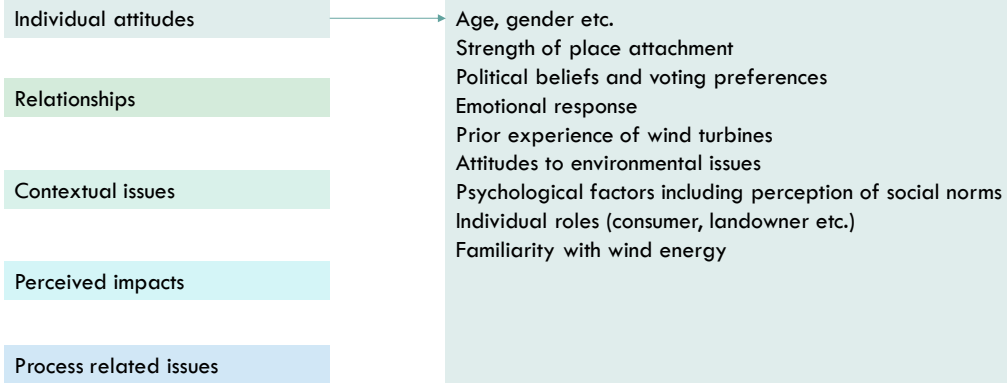 Individual attitudes
Relationships
Contextual issues
Perceived impacts
Process related issues
Age, gender etc.
Strength of place attachment
Political beliefs and voting preferences
Emotional response
Prior experience of wind turbines
Attitudes to environmental issues
Psychological factors including perception of social norms
Individual roles (consumer, landowner etc.)
Familiarity with wind energy